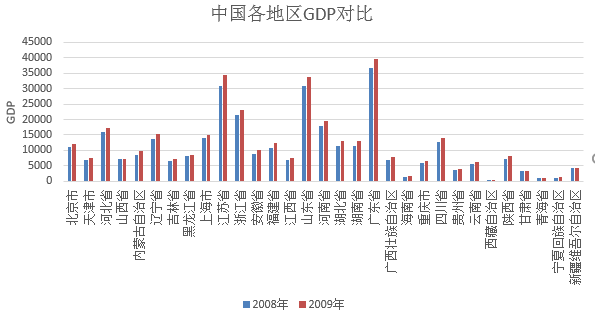 中国各地区GDP对比
GDP
45000
40000
35000
30000
25000
20000
15000
10000
5000
0
北京市
天津市
河北省
山西省
内蒙古自治区
辽宁省
吉林省
黑龙江省
上海市
江苏省
浙江省
安徽省
福建省
江西省
山东省
河南省
湖北省
湖南省
广东省
广西壮族自治区
海南省
重庆市
四川省
贵州省
云南省
西藏自治区
陕西省
甘肃省
青海省
宁夏回族自治区
新疆维吾尔自治区
2008年
2009年